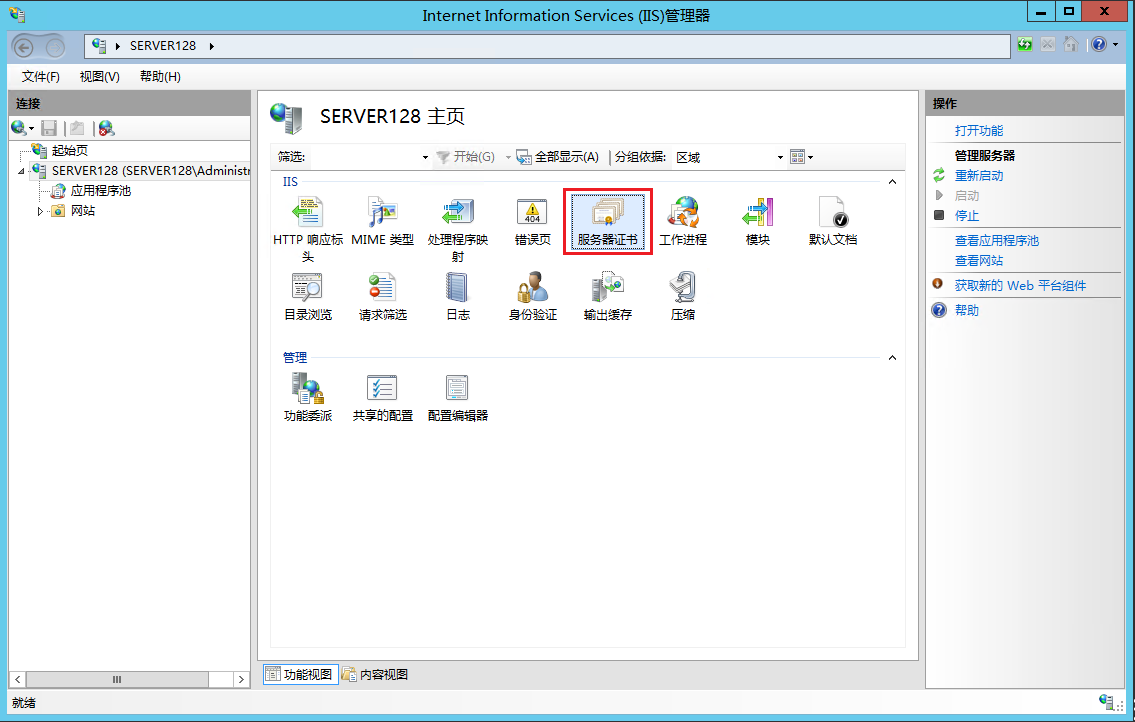 Internet Information Services (IIS)管理器
SERVER128
文件(F) 视图(V) 帮助(H)
连接
起始页
SERVER128 (SERVER128\Administr
应用程序池
网站
SERVER128 主页
筛选: 开始(G) 全部显示(A) 分组依据: 区域
IIS
HTTP 响应标头 MIME 类型 处理程序映射 错误页 服务器证书 工作进程 模块 默认文档
404
目录浏览 请求筛选 日志 身份验证 输出缓存 压缩
管理
功能委派 共享的配置 配置编辑器
功能视图 内容视图
操作
打开功能
管理服务器
重新启动
启动
停止
查看应用程序池
查看网站
获取新的 Web 平台组件
帮助
就绪